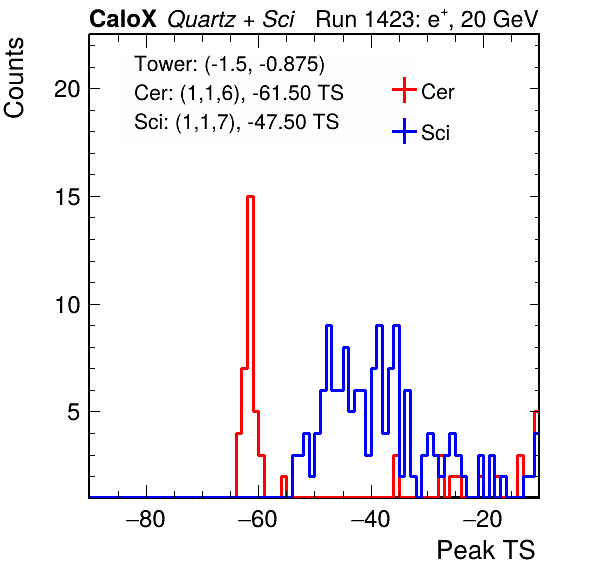 CaloX Quartz + Sci Run 1423: e+, 20 GeV
Counts
Tower: (-1.5, -0.875)
Cer: (1,1,6), -61.50 TS
Sci: (1,1,7), -47.50 TS
Cer
Sci
20
15
10
5
−80 −60 −40 −20
Peak TS